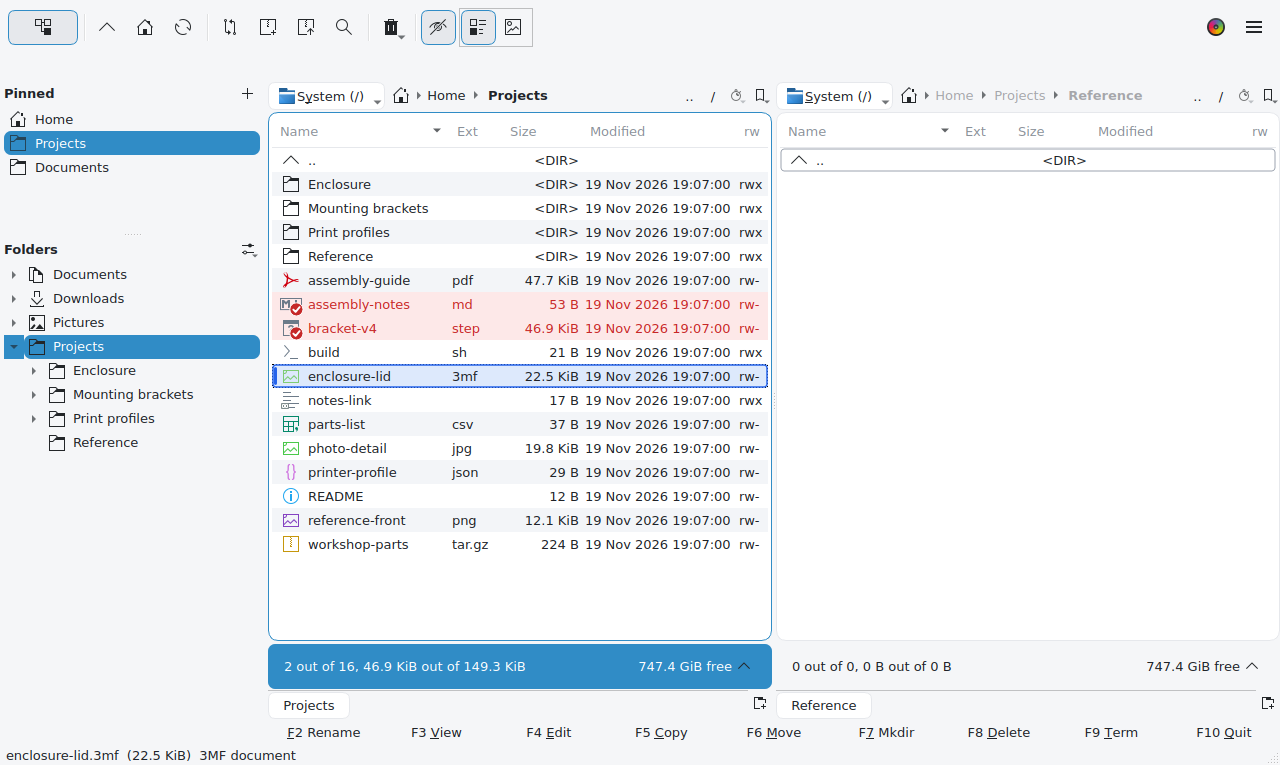 Pinned
Home
Projects
Documents
Folders
Documents
Downloads
Pictures
Projects
Enclosure
Mounting brackets
Print profiles
Reference
System (/) Home Projects .. /
Name Ext Size Modified rw
.. <DIR>
Enclosure <DIR> 19 Nov 2026 19:07:00 rwx
Mounting brackets <DIR> 19 Nov 2026 19:07:00 rwx
Print profiles <DIR> 19 Nov 2026 19:07:00 rwx
Reference <DIR> 19 Nov 2026 19:07:00 rwx
assembly-guide pdf 47.7 KiB 19 Nov 2026 19:07:00 rw-
assembly-notes md 53 B 19 Nov 2026 19:07:00 rw-
bracket-v4 step 46.9 KiB 19 Nov 2026 19:07:00 rw-
build sh 21 B 19 Nov 2026 19:07:00 rwx
enclosure-lid 3mf 22.5 KiB 19 Nov 2026 19:07:00 rw-
notes-link 17 B 19 Nov 2026 19:07:00 rwx
parts-list csv 37 B 19 Nov 2026 19:07:00 rw-
photo-detail jpg 19.8 KiB 19 Nov 2026 19:07:00 rw-
printer-profile json 29 B 19 Nov 2026 19:07:00 rw-
README 12 B 19 Nov 2026 19:07:00 rw-
reference-front png 12.1 KiB 19 Nov 2026 19:07:00 rw-
workshop-parts tar.gz 224 B 19 Nov 2026 19:07:00 rw-
2 out of 16, 46.9 KiB out of 149.3 KiB 747.4 GiB free
Projects
System (/) Home Projects Reference .. /
Name Ext Size Modified rw
.. <DIR>
0 out of 0, 0 B out of 0 B 747.4 GiB free
Reference
F2 Rename F3 View F4 Edit F5 Copy F6 Move F7 Mkdir F8 Delete F9 Term F10 Quit
enclosure-lid.3mf (22.5 KiB) 3MF document